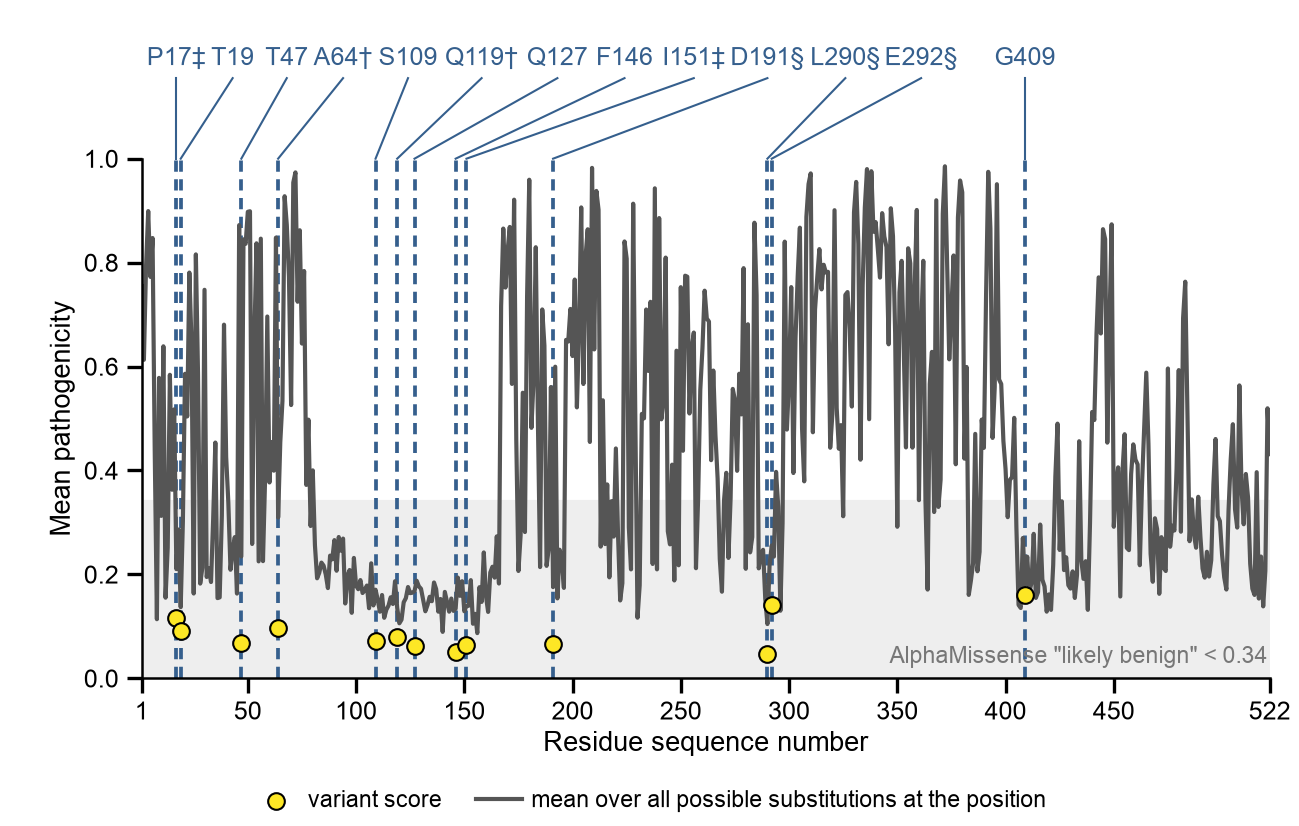 P17‡ T19 T47 A64† S109 Q119† Q127 F146 I151‡ D191§ L290§ E292§ G409
1.0
0.8
0.6
0.4
0.2
0.0
Mean pathogenicity
AlphaMissense "likely benign" < 0.34
1 50 100 150 200 250 300 350 400 450 522
Residue sequence number
variant score mean over all possible substitutions at the position